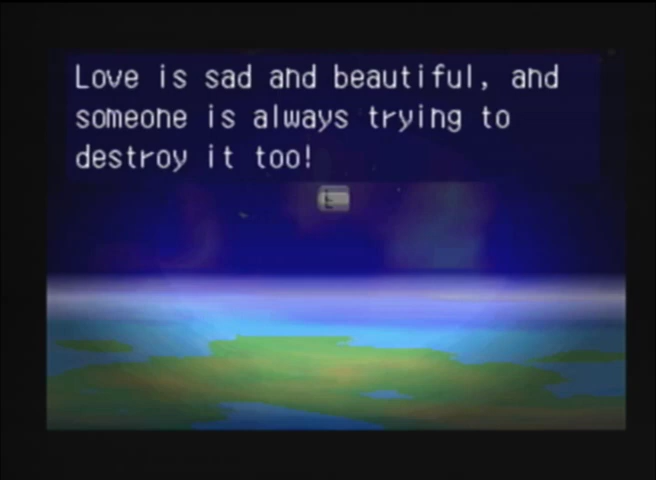 Love is sad and beautiful, and
someone is always trying to
destroy it too!